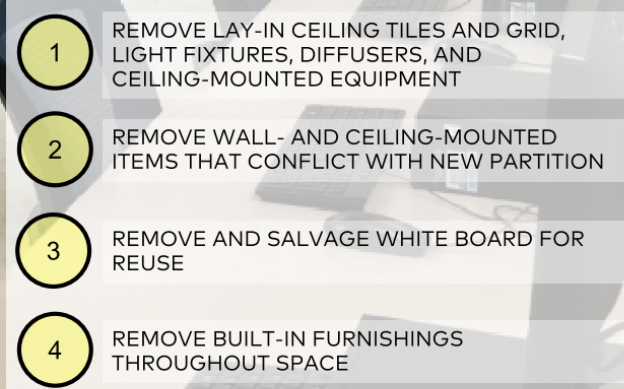 1
REMOVE LAY-IN CEILING TILES AND GRID,
LIGHT FIXTURES, DIFFUSERS, AND
CEILING-MOUNTED EQUIPMENT
2
REMOVE WALL- AND CEILING-MOUNTED
ITEMS THAT CONFLICT WITH NEW PARTITION
3
REMOVE AND SALVAGE WHITE BOARD FOR
REUSE
4
REMOVE BUILT-IN FURNISHINGS
THROUGHOUT SPACE